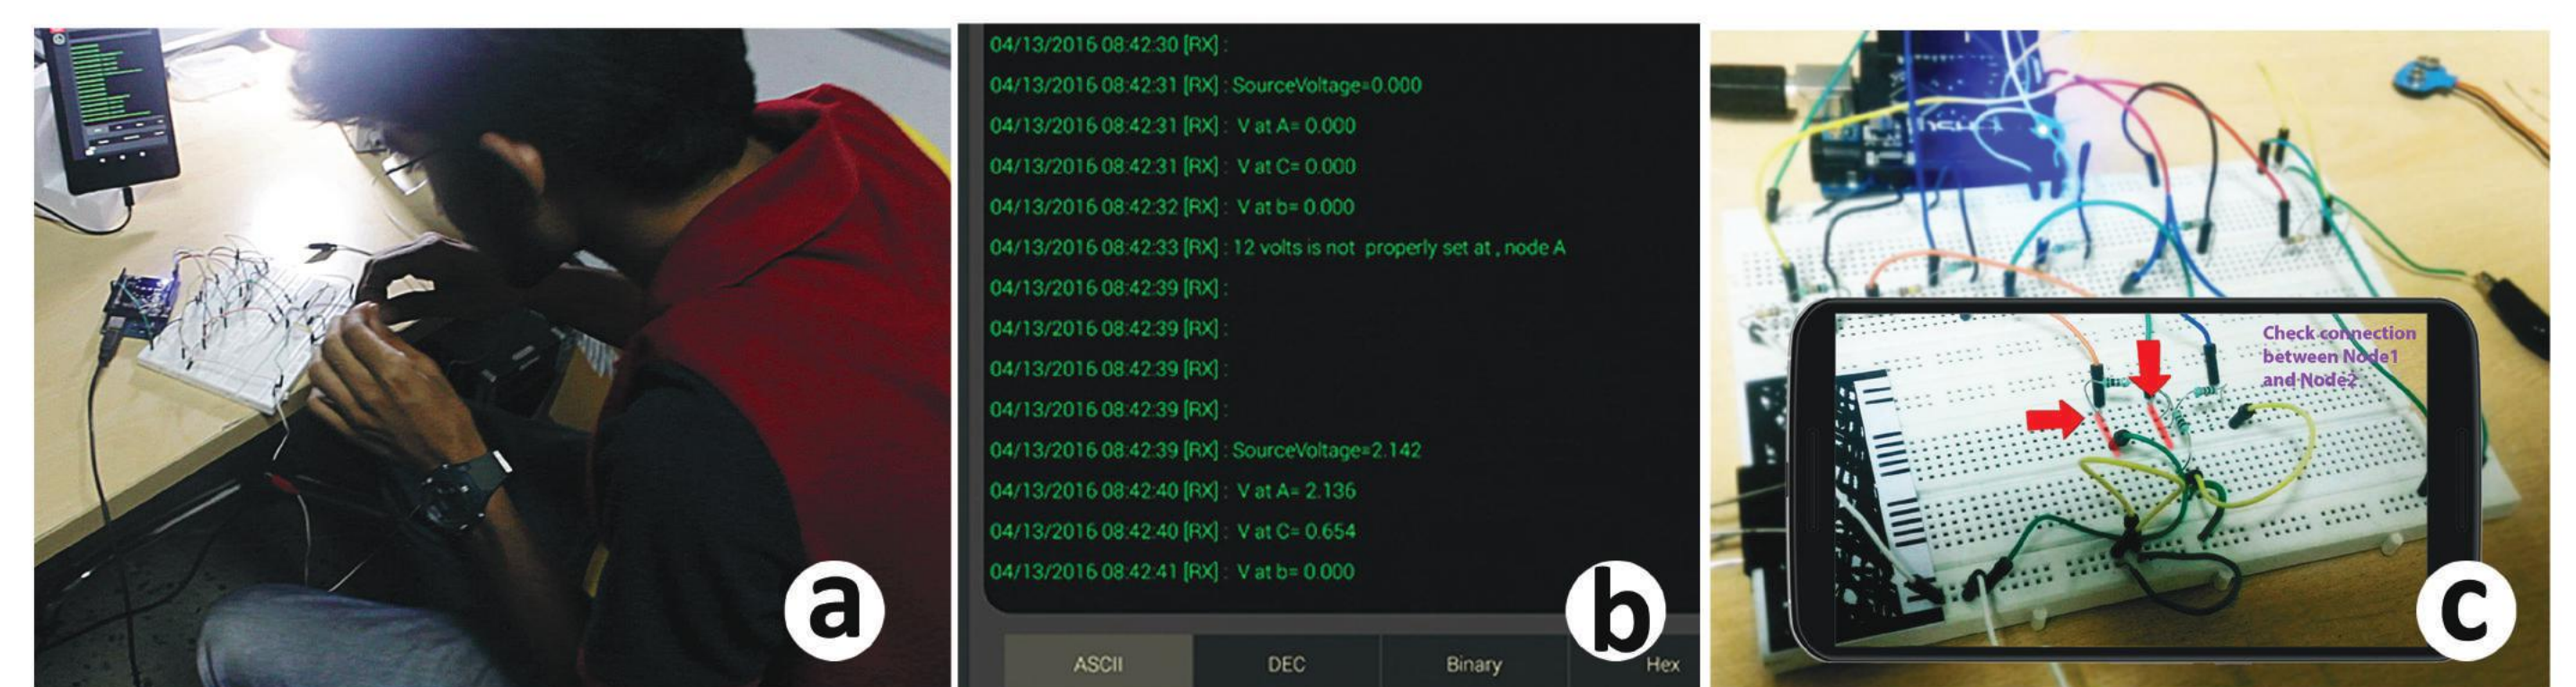 a
04/13/2016 08:42:30 [RX] :
04/13/2016 08:42:31 [RX] : SourceVoltage=0.000
04/13/2016 08:42:31 [RX] : V at A= 0.000
04/13/2016 08:42:31 [RX] : V at C= 0.000
04/13/2016 08:42:32 [RX] : V at b= 0.000
04/13/2016 08:42:33 [RX] : 12 volts is not properly set at , node A
04/13/2016 08:42:39 [RX] :
04/13/2016 08:42:39 [RX] :
04/13/2016 08:42:39 [RX] :
04/13/2016 08:42:39 [RX] :
04/13/2016 08:42:39 [RX] : SourceVoltage=2.142
04/13/2016 08:42:40 [RX] : V at A= 2.136
04/13/2016 08:42:40 [RX] : V at C= 0.654
04/13/2016 08:42:41 [RX] : V at b= 0.000
ASCII DEC Binary Hex
b
Check connection
between Node1
and Node2
c